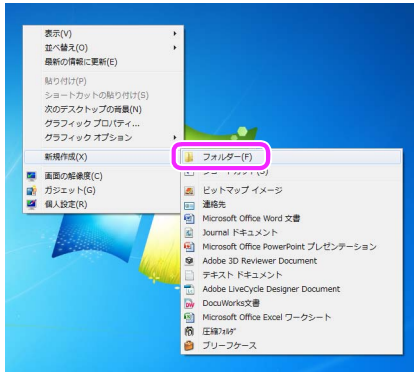 表示(V)
並べ替え(O)
最新の情報に更新(E)
貼り付け(P)
ショートカットの貼り付け(S)
次のデスクトップの背景(N)
グラフィック プロパティ...
グラフィック オプション
新規作成(X)
画面の解像度(C)
ガジェット(G)
個人設定(R)
フォルダー(F)
ショートカット(S)
ビットマップ イメージ
連絡先
Microsoft Office Word 文書
Journal ドキュメント
Microsoft Office PowerPoint プレゼンテーション
Adobe 3D Reviewer Document
テキスト ドキュメント
Adobe LiveCycle Designer Document
DocuWorks文書
Microsoft Office Excel ワークシート
圧縮ﾌｫﾙﾀﾞ
ブリーフケース